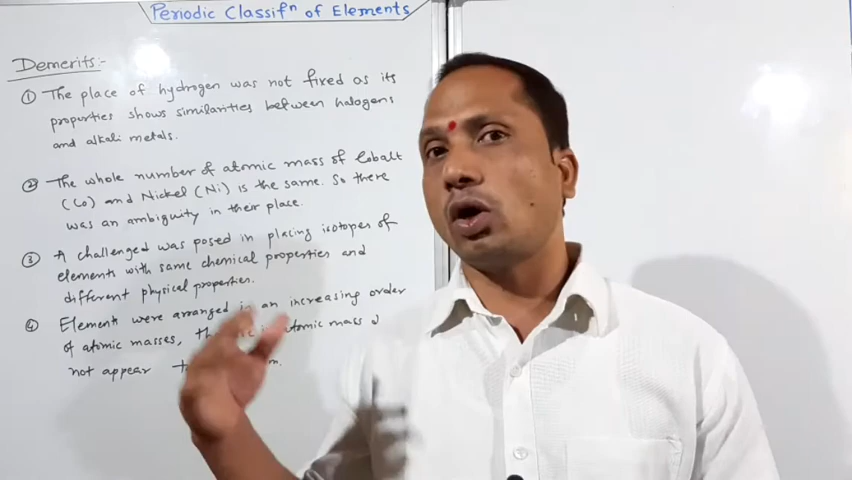 Periodic Classifⁿ of Elements
Demerits:-
① The place of hydrogen was not fixed as its
properties shows similarities between halogens
and alkali metals.
② The whole number of atomic mass of Cobalt
(Co) and Nickel (Ni) is the same. So there
was an ambiguity in their place.
③ A challenged was posed in placing isotopes of
elements with same chemical properties and
different physical properties.
④ Element were arranged in an increasing order
of atomic masses, atomic mass
not appear